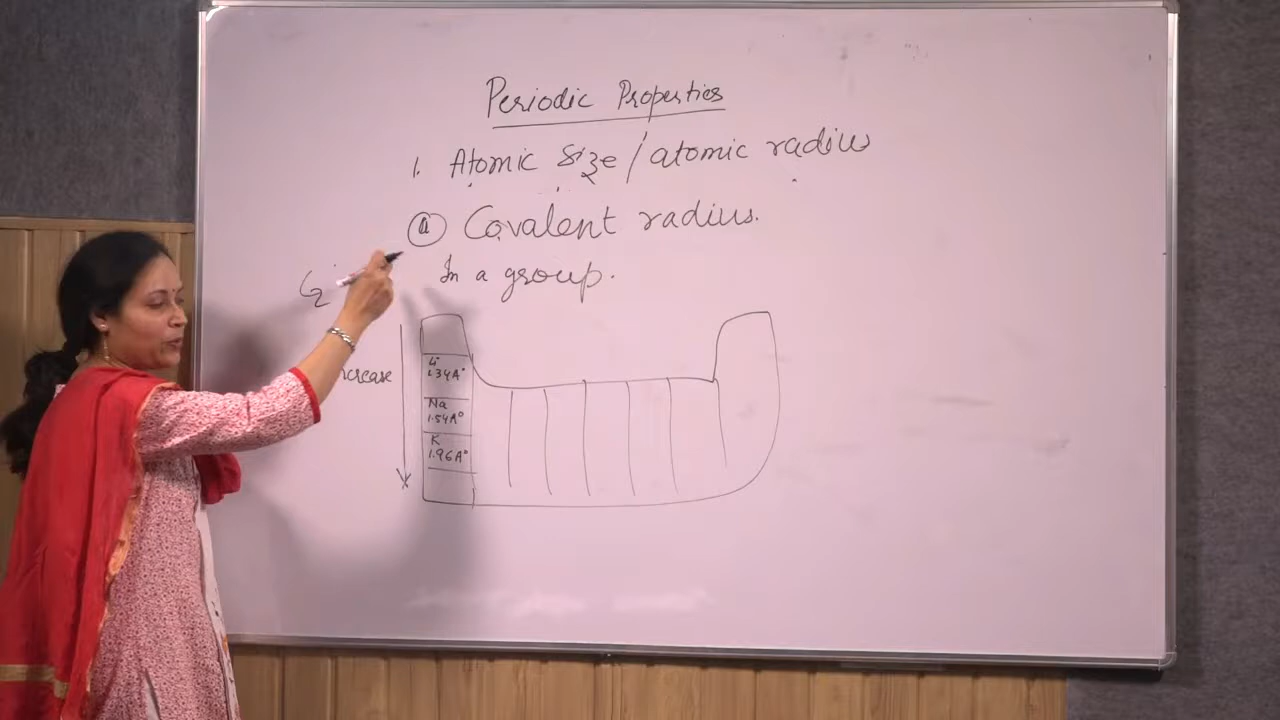 Periodic Properties
1. Atomic Size / atomic radius
(a) Covalent radius.
In a group.
Li
1.34A°
crease
Na
1.54A°
K
1.96A°